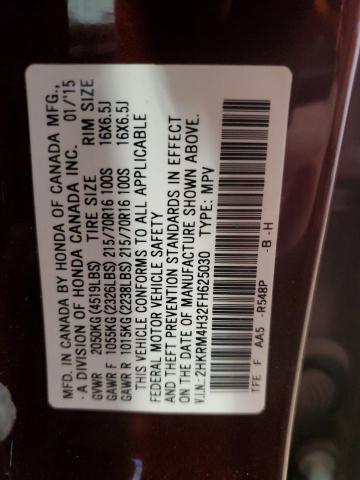 MFD. IN CANADA BY HONDA OF CANADA MFG.,
-A DIVISION OF HONDA CANADA INC. 01/'15
GVWR 2050KG(4519LBS) TIRE SIZE RIM SIZE
GAWR F 1055KG(2326LBS)215/70R16 100S 16X6.5J
GAWR R 1015KG(2238LBS)215/70R16 100S 16X6.5J
THIS VEHICLE CONFORMS TO ALL APPLICABLE
FEDERAL MOTOR VEHICLE SAFETY
AND THEFT PREVENTION STANDARDS IN EFFECT
ON THE DATE OF MANUFACTURE SHOWN ABOVE.
V.I.N.:2HKRM4H32FH625030 TYPE: MPV
TFE F AA5 -R548P -B -H